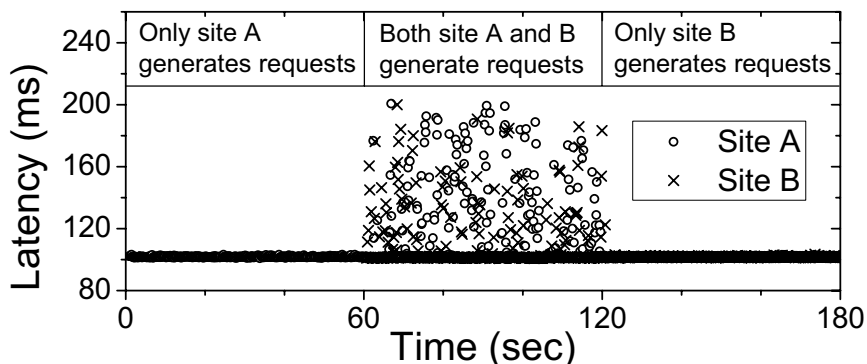 260
200
160
120
80
Latency (ms)
Only site A
generates requests
Both site A and B
generate requests
Only site B
generates requests
Site A
Site B
0
60
120
180
Time (sec)